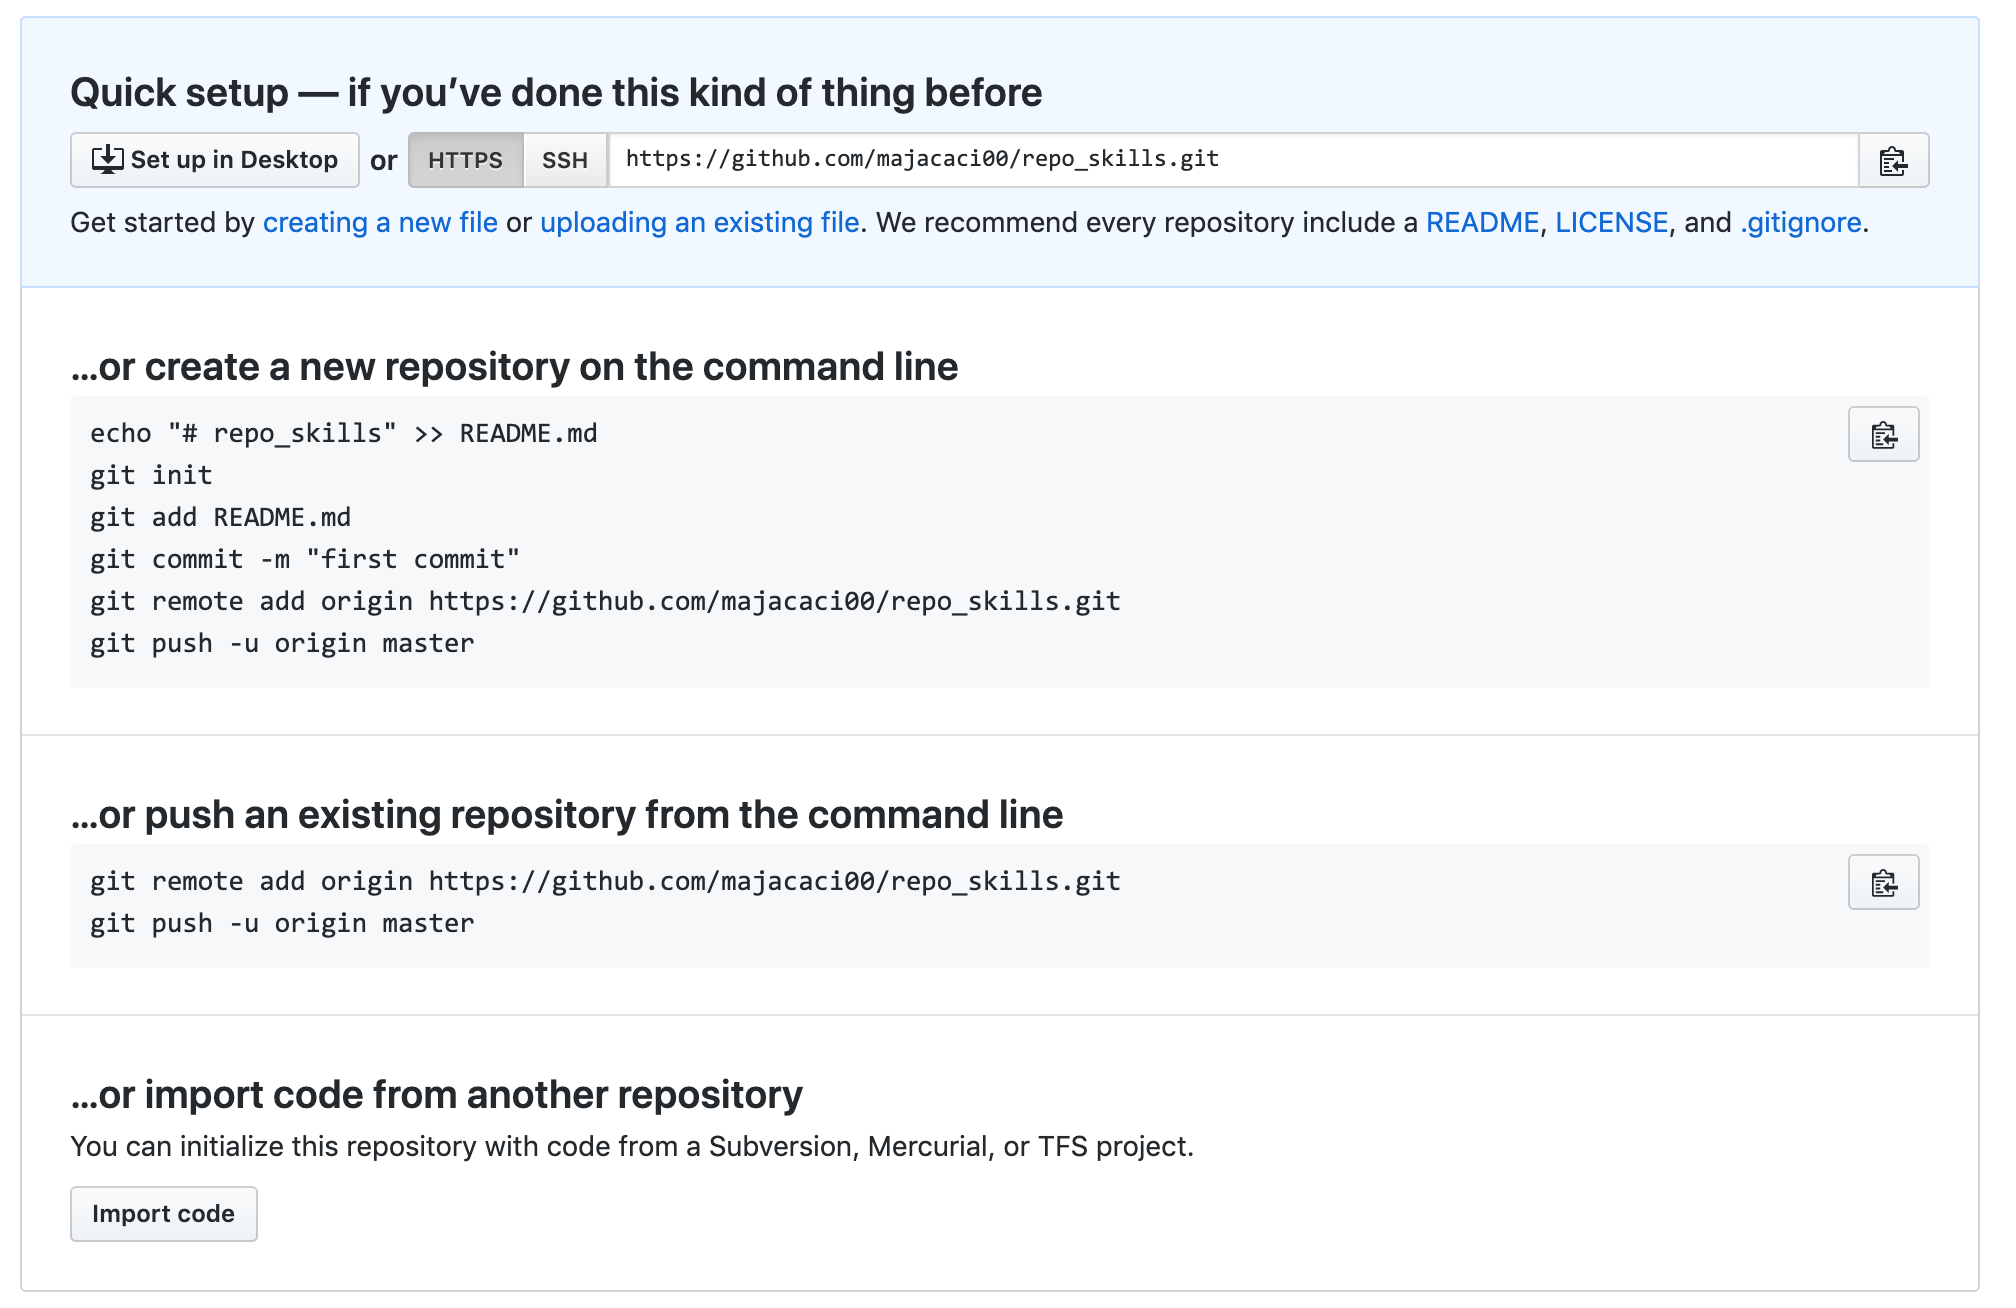 Quick setup — if you’ve done this kind of thing before
Set up in Desktop or HTTPS SSH https://github.com/majacaci00/repo_skills.git
Get started by creating a new file or uploading an existing file. We recommend every repository include a README, LICENSE, and .gitignore.
…or create a new repository on the command line
echo "# repo_skills" >> README.md
git init
git add README.md
git commit -m "first commit"
git remote add origin https://github.com/majacaci00/repo_skills.git
git push -u origin master
…or push an existing repository from the command line
git remote add origin https://github.com/majacaci00/repo_skills.git
git push -u origin master
…or import code from another repository
You can initialize this repository with code from a Subversion, Mercurial, or TFS project.
Import code